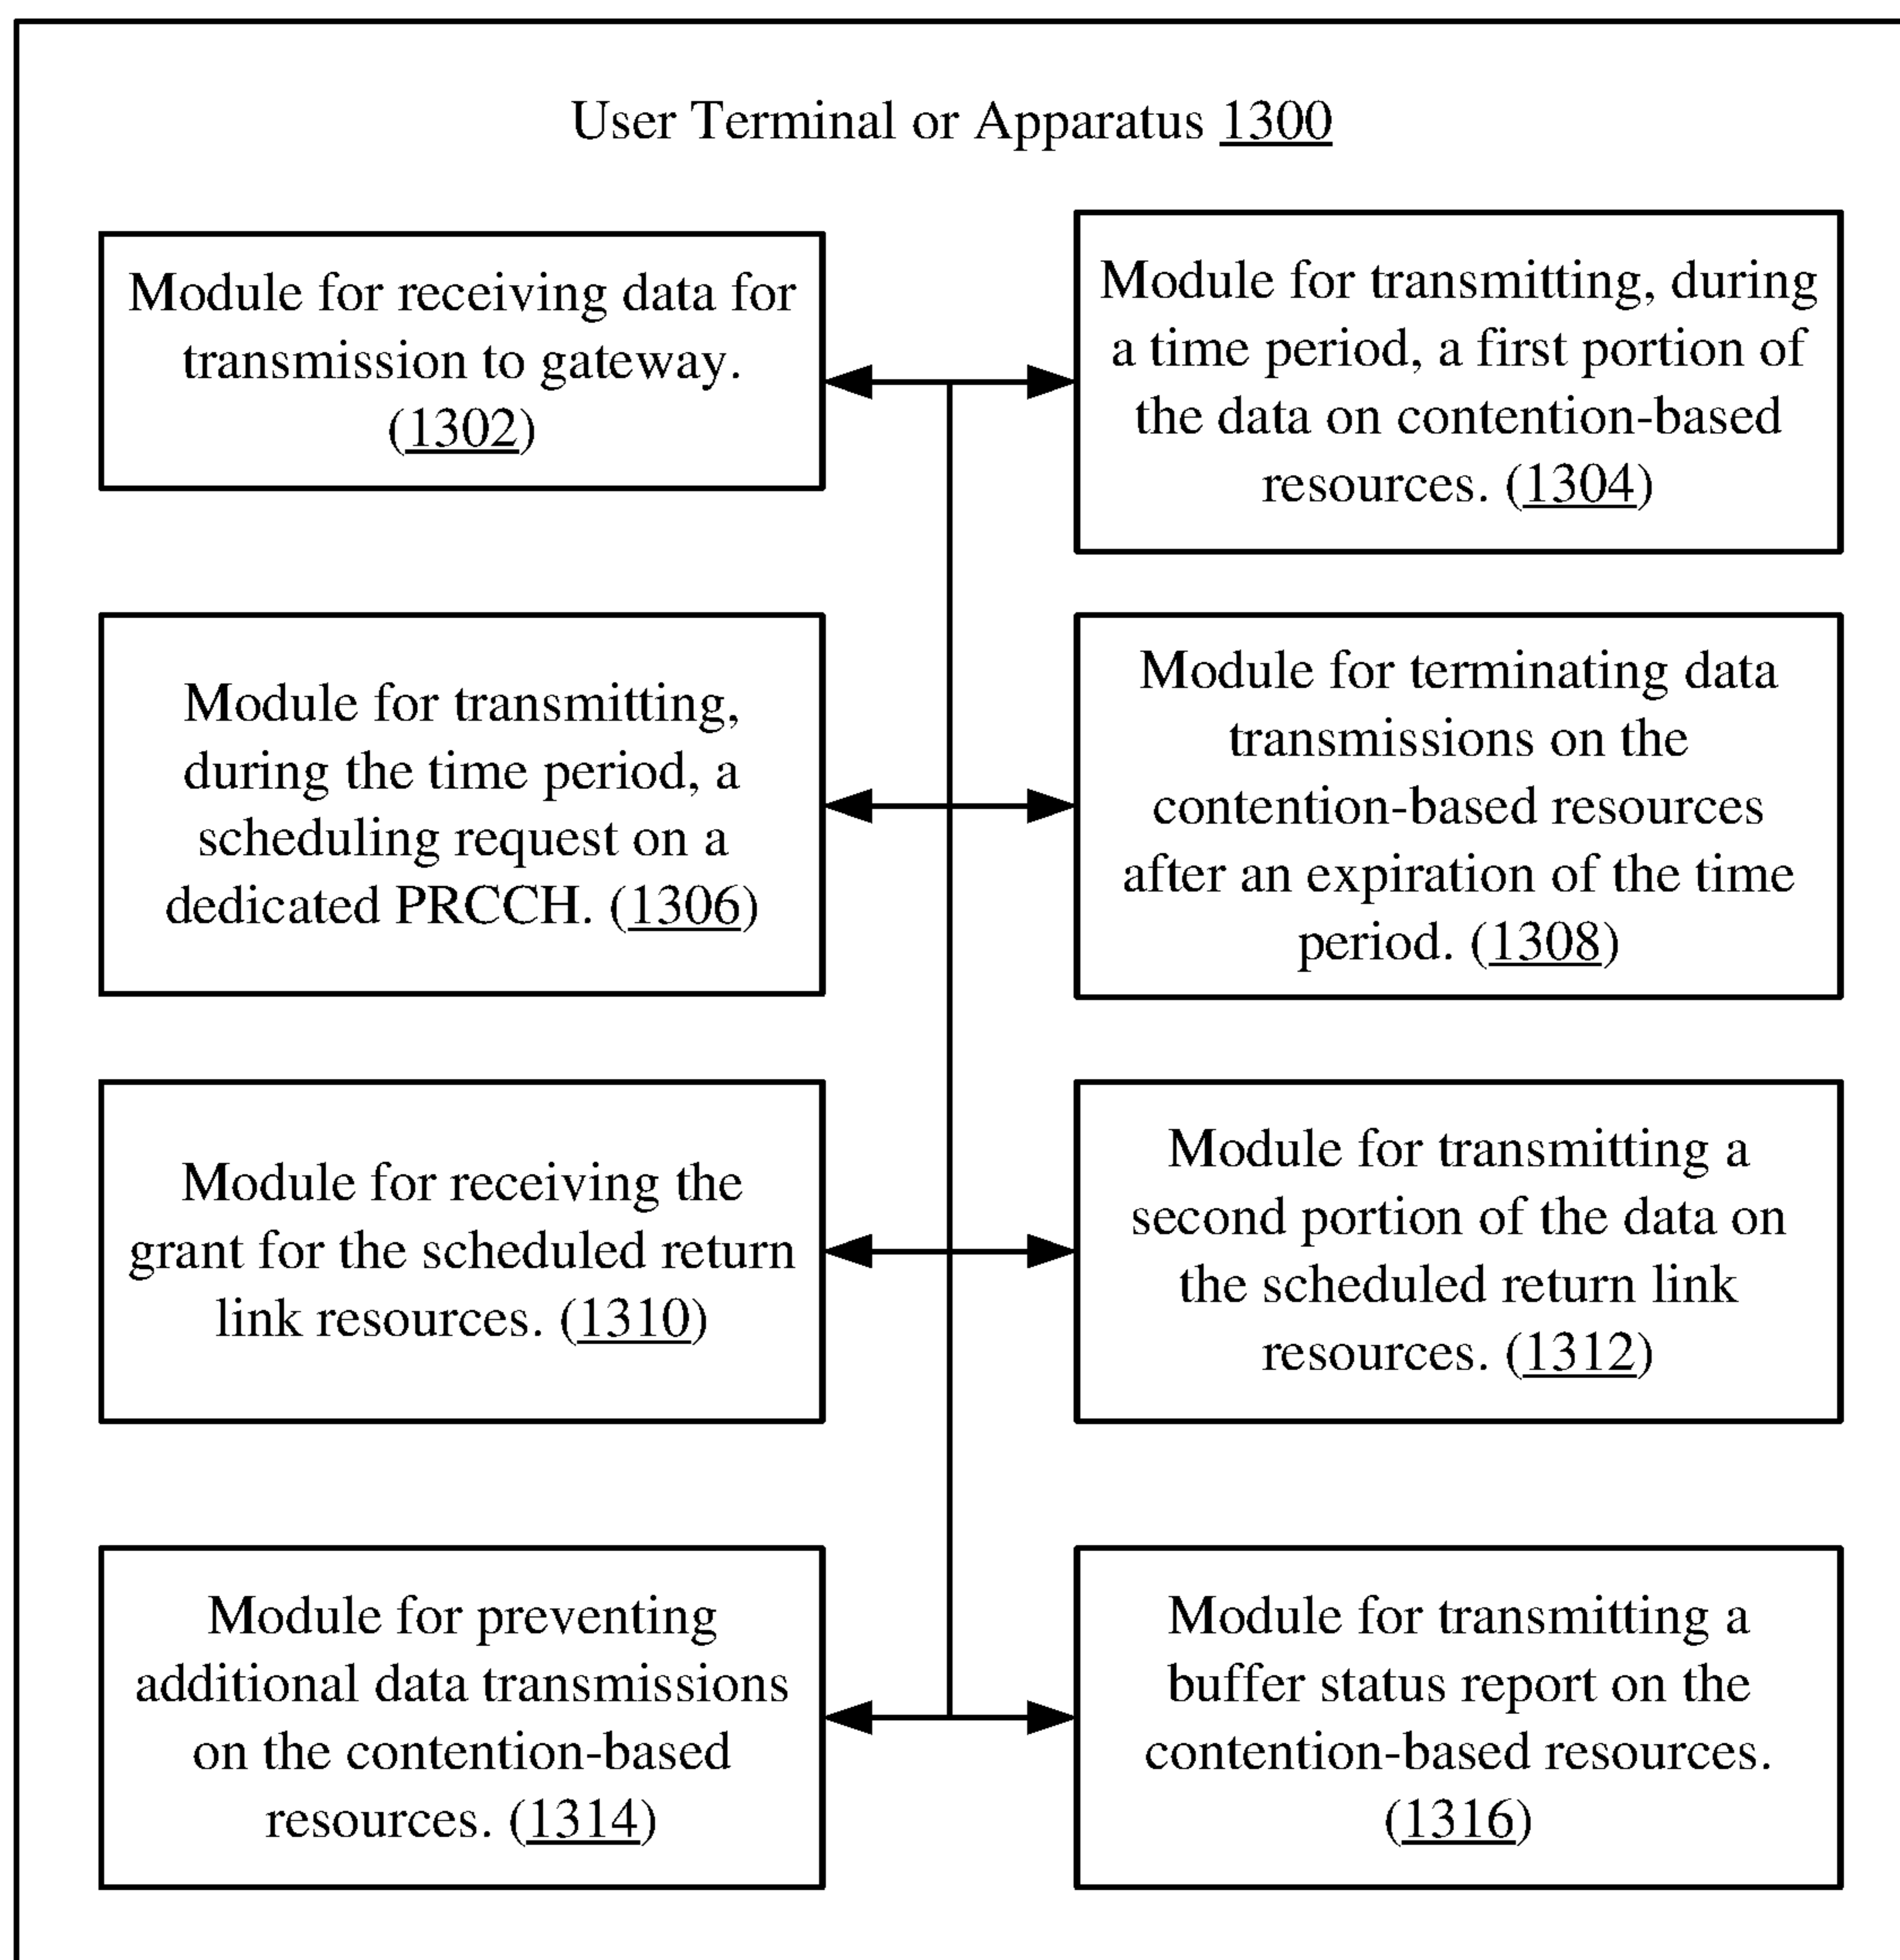 User Terminal or Apparatus 1300
Module for receiving data for
transmission to gateway.
(1302)
Module for transmitting, during
a time period, a first portion of
the data on contention-based
resources. (1304)
Module for transmitting,
during the time period, a
scheduling request on a
dedicated PRCCH. (1306)
Module for terminating data
transmissions on the
contention-based resources
after an expiration of the time
period. (1308)
Module for receiving the
grant for the scheduled return
link resources. (1310)
Module for transmitting a
second portion of the data on
the scheduled return link
resources. (1312)
Module for preventing
additional data transmissions
on the contention-based
resources. (1314)
Module for transmitting a
buffer status report on the
contention-based resources.
(1316)